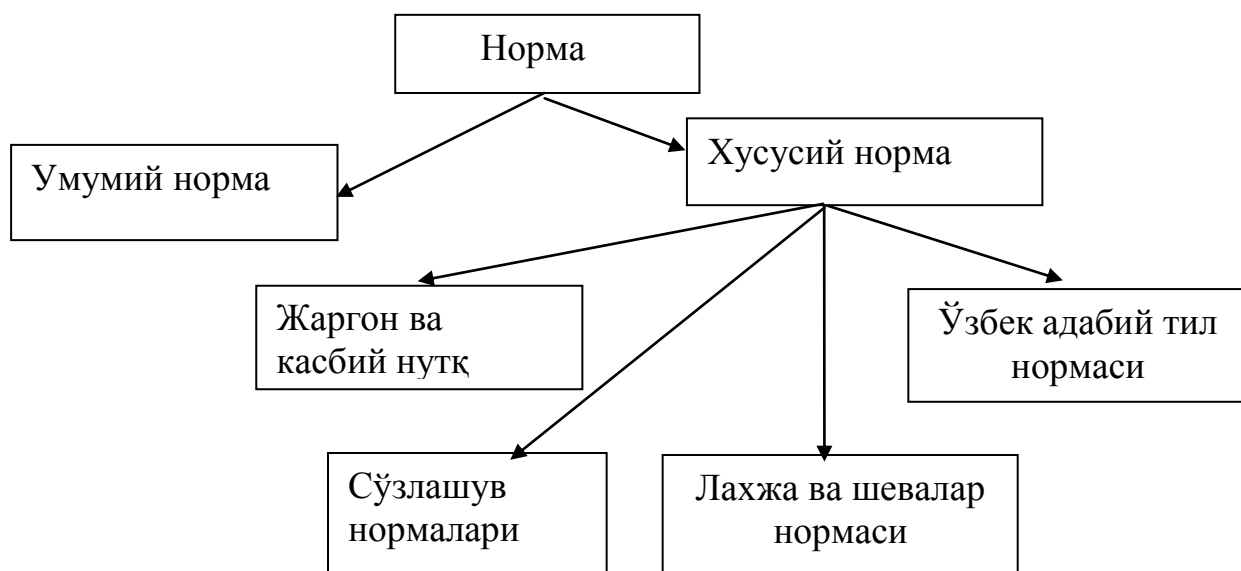 Норма
Умумий норма
Хусусий норма
Жаргон ва
касбий нутқ
Ўзбек адабий тил
нормаси
Сўзлашув
нормалари
Лахжа ва шевалар
нормаси